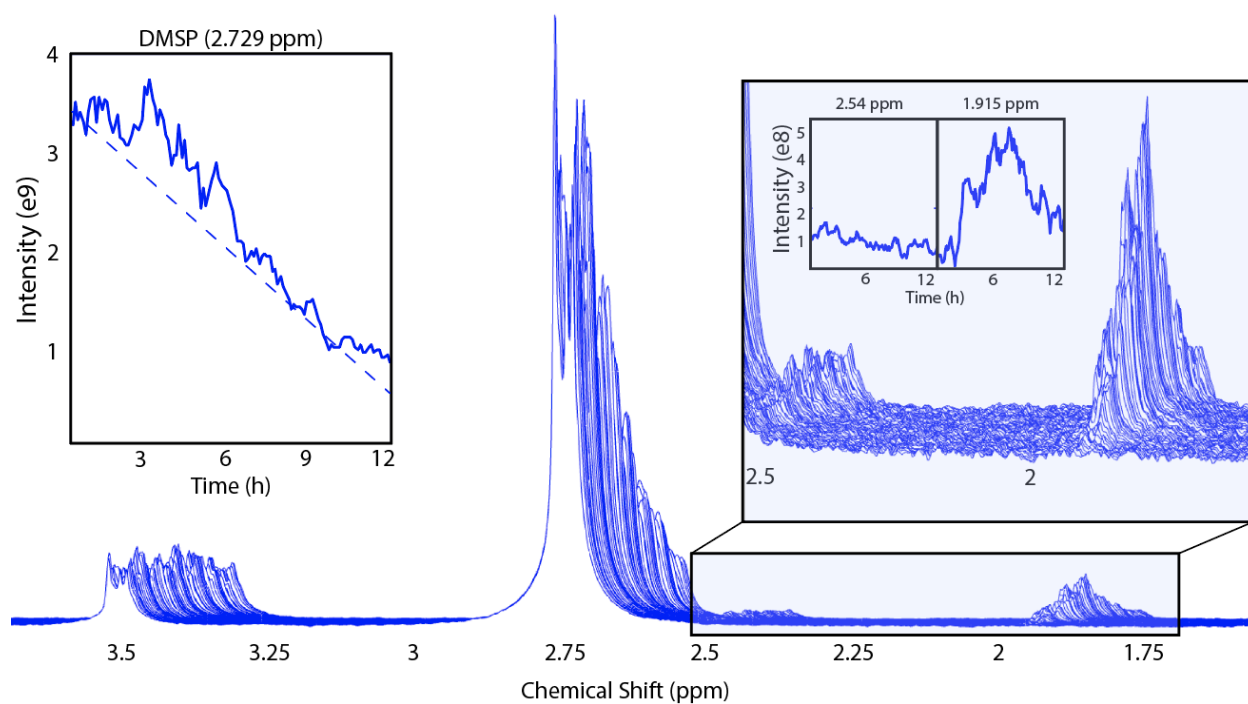 DMSP (2.729 ppm)
4
3
2
1
Intensity (e9)
3 6 9 12
Time (h)
2.54 ppm 1.915 ppm
5
4
3
2
1
Intensity (e8)
6 12 6 12
Time (h)
2.5 2
3.5 3.25 3 2.75 2.5 2.25 2 1.75
Chemical Shift (ppm)